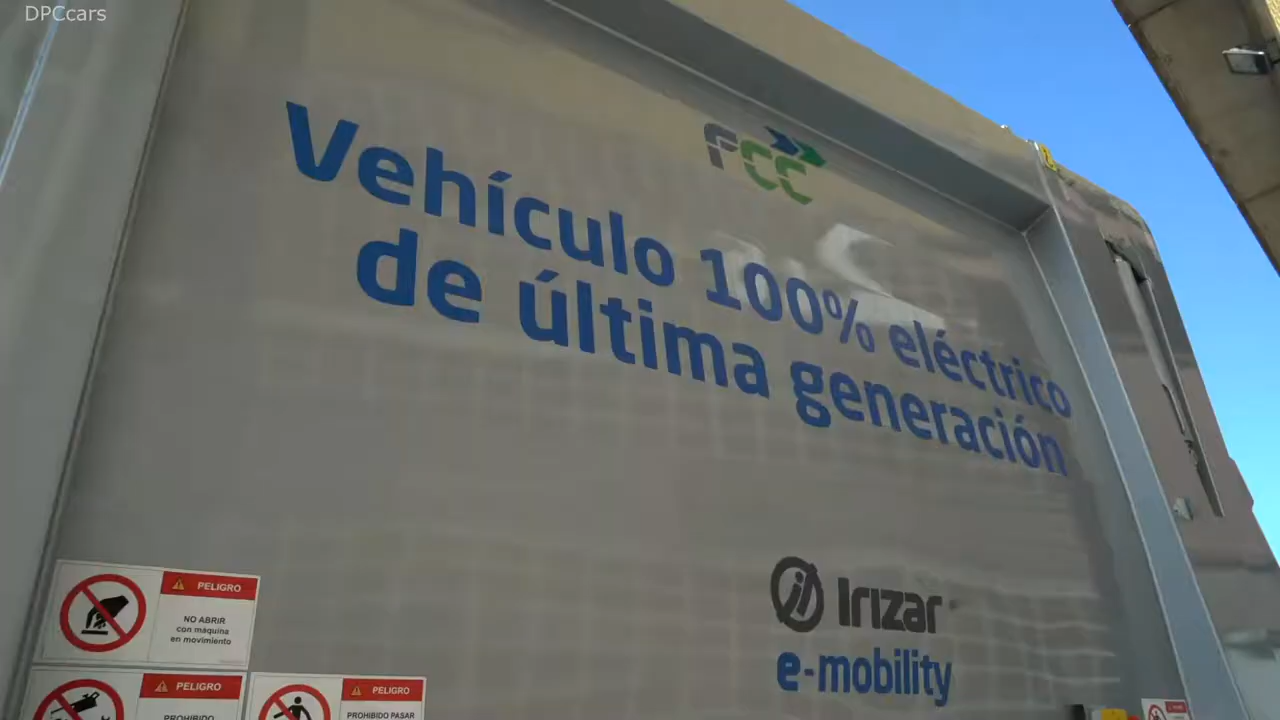 DPCcars
FCC
Vehículo 100% eléctrico
de última generación
Irizar
e-mobility
PELIGRO
NO ABRIR
con máquina
en movimiento
PELIGRO
PROHIBIDO
PELIGRO
PROHIBIDO PASAR